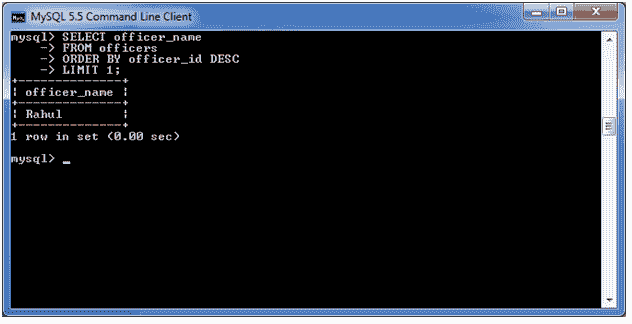 MySQL 5.5 Command Line Client
mysql> SELECT officer_name
    -> FROM officers
    -> ORDER BY officer_id DESC
    -> LIMIT 1;
+--------------+
| officer_name |
+--------------+
| Rahul        |
+--------------+
1 row in set (0.00 sec)
mysql> _